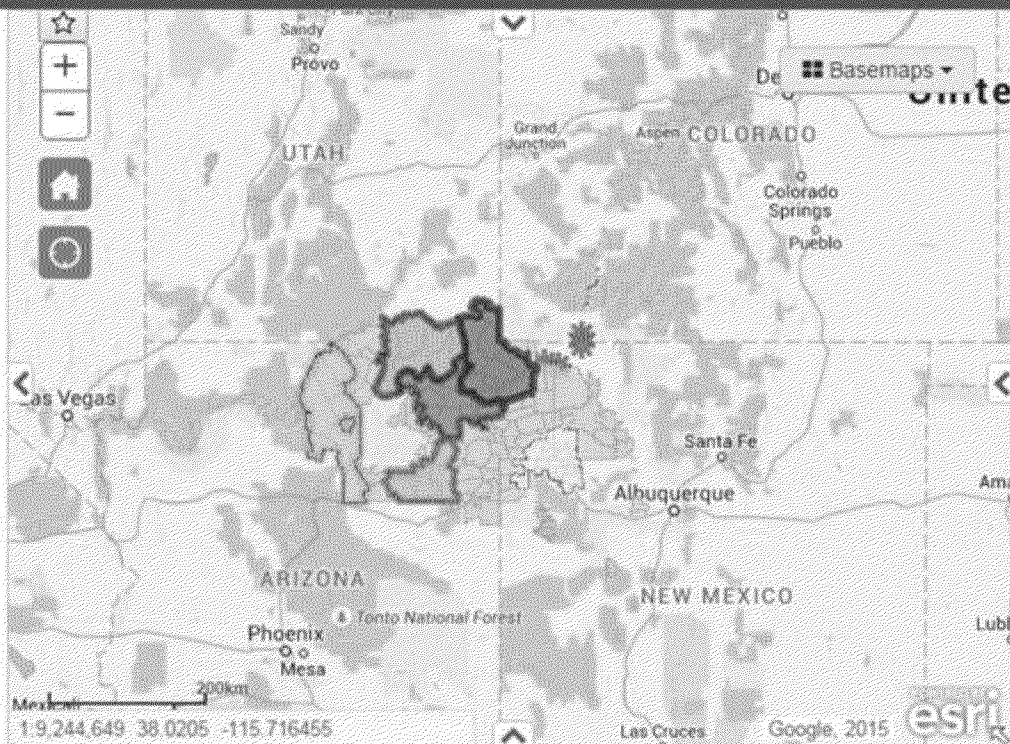 Sandy
Provo
De
Basemaps
Unite
Grand
Junction
Aspen
COLORADO
UTAH
Colorado
Springs
Pueblo
Las Vegas
Santa Fe
Albuquerque
Ama
ARIZONA
NEW MEXICO
Tonto National Forest
Phoenix
Mesa
Lubb
200km
Mexicali
1:9,244,649 38.0205 -115.716455
Las Cruces
Google, 2015
esri